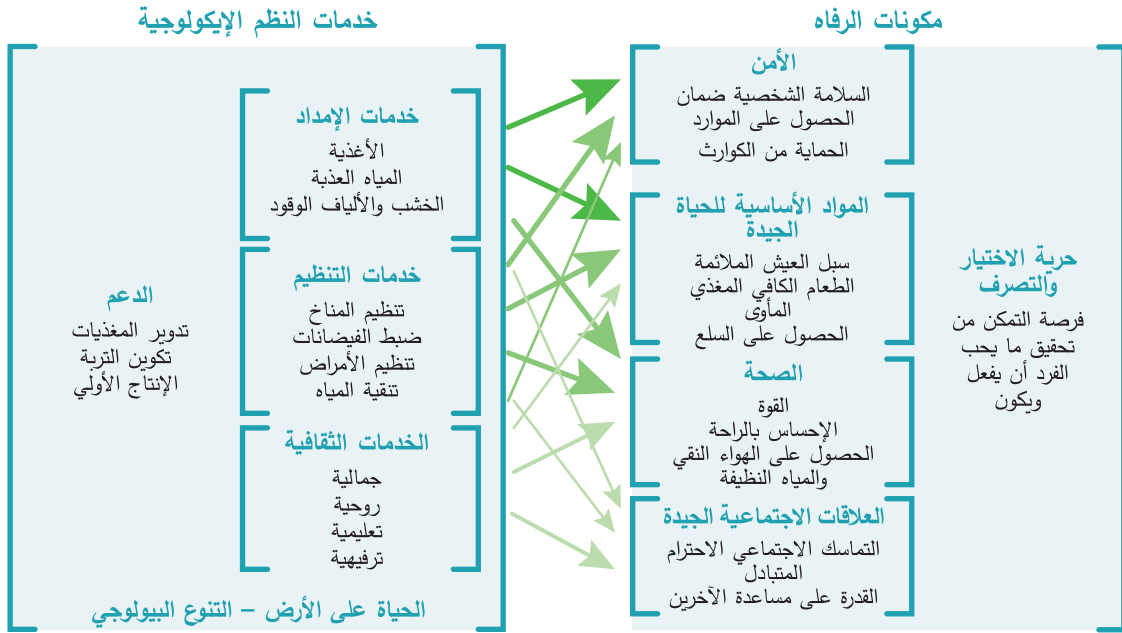 مكونات الرفاه
خدمات النظم الإيكولوجية
الأمن
السلامة الشخصية ضمان
الحصول على الموارد
الحماية من الكوارث
المواد الأساسية للحياة
الجيدة
سبل العيش الملائمة
الطعام الكافي المغذي
المأوى
الحصول على السلع
الصحة
القوة
الإحساس بالراحة
الحصول على الهواء النقي
والمياه النظيفة
العلاقات الاجتماعية الجيدة
التماسك الاجتماعي الاحترام
المتبادل
القدرة على مساعدة الآخرين
حرية الاختيار
والتصرف
فرصة التمكن من
تحقيق ما يحب
الفرد أن يفعل
ويكون
خدمات الإمداد
الأغذية
المياه العذبة
الخشب والألياف الوقود
خدمات التنظيم
تنظيم المناخ
ضبط الفيضانات
تنظيم الأمراض
تنقية المياه
الخدمات الثقافية
جمالية
روحية
تعليمية
ترفيهية
الدعم
تدوير المغذيات
تكوين التربة
الإنتاج الأولي
الحياة على الأرض – التنوع البيولوجي